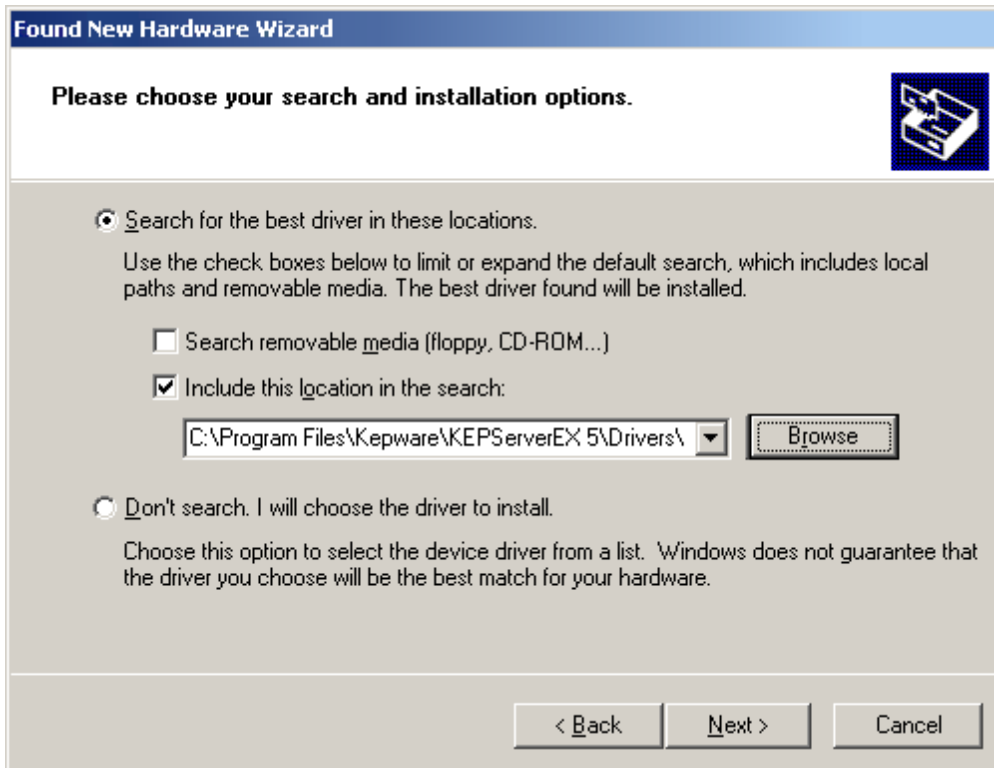 Found New Hardware Wizard
Please choose your search and installation options.
Search for the best driver in these locations.
Use the check boxes below to limit or expand the default search, which includes local
paths and removable media. The best driver found will be installed.
Search removable media (floppy, CD-ROM...)
Include this location in the search:
C:\Program Files\Kepware\KEPServerEX 5\Drivers\
Browse
Don't search. I will choose the driver to install.
Choose this option to select the device driver from a list.  Windows does not guarantee that
the driver you choose will be the best match for your hardware.
< Back
Next >
Cancel